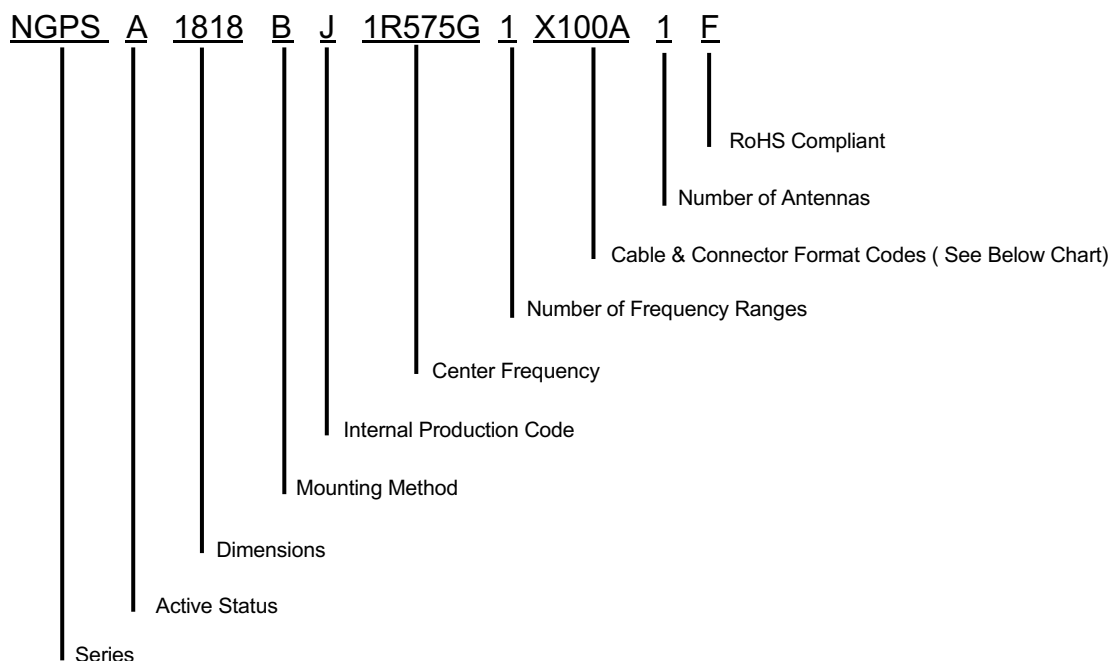 NGPS A 1818 B J 1R575G 1 X100A 1 F
RoHS Compliant
Number of Antennas
Cable & Connector Format Codes ( See Below Chart)
Number of Frequency Ranges
Center Frequency
Internal Production Code
Mounting Method
Dimensions
Active Status
Series